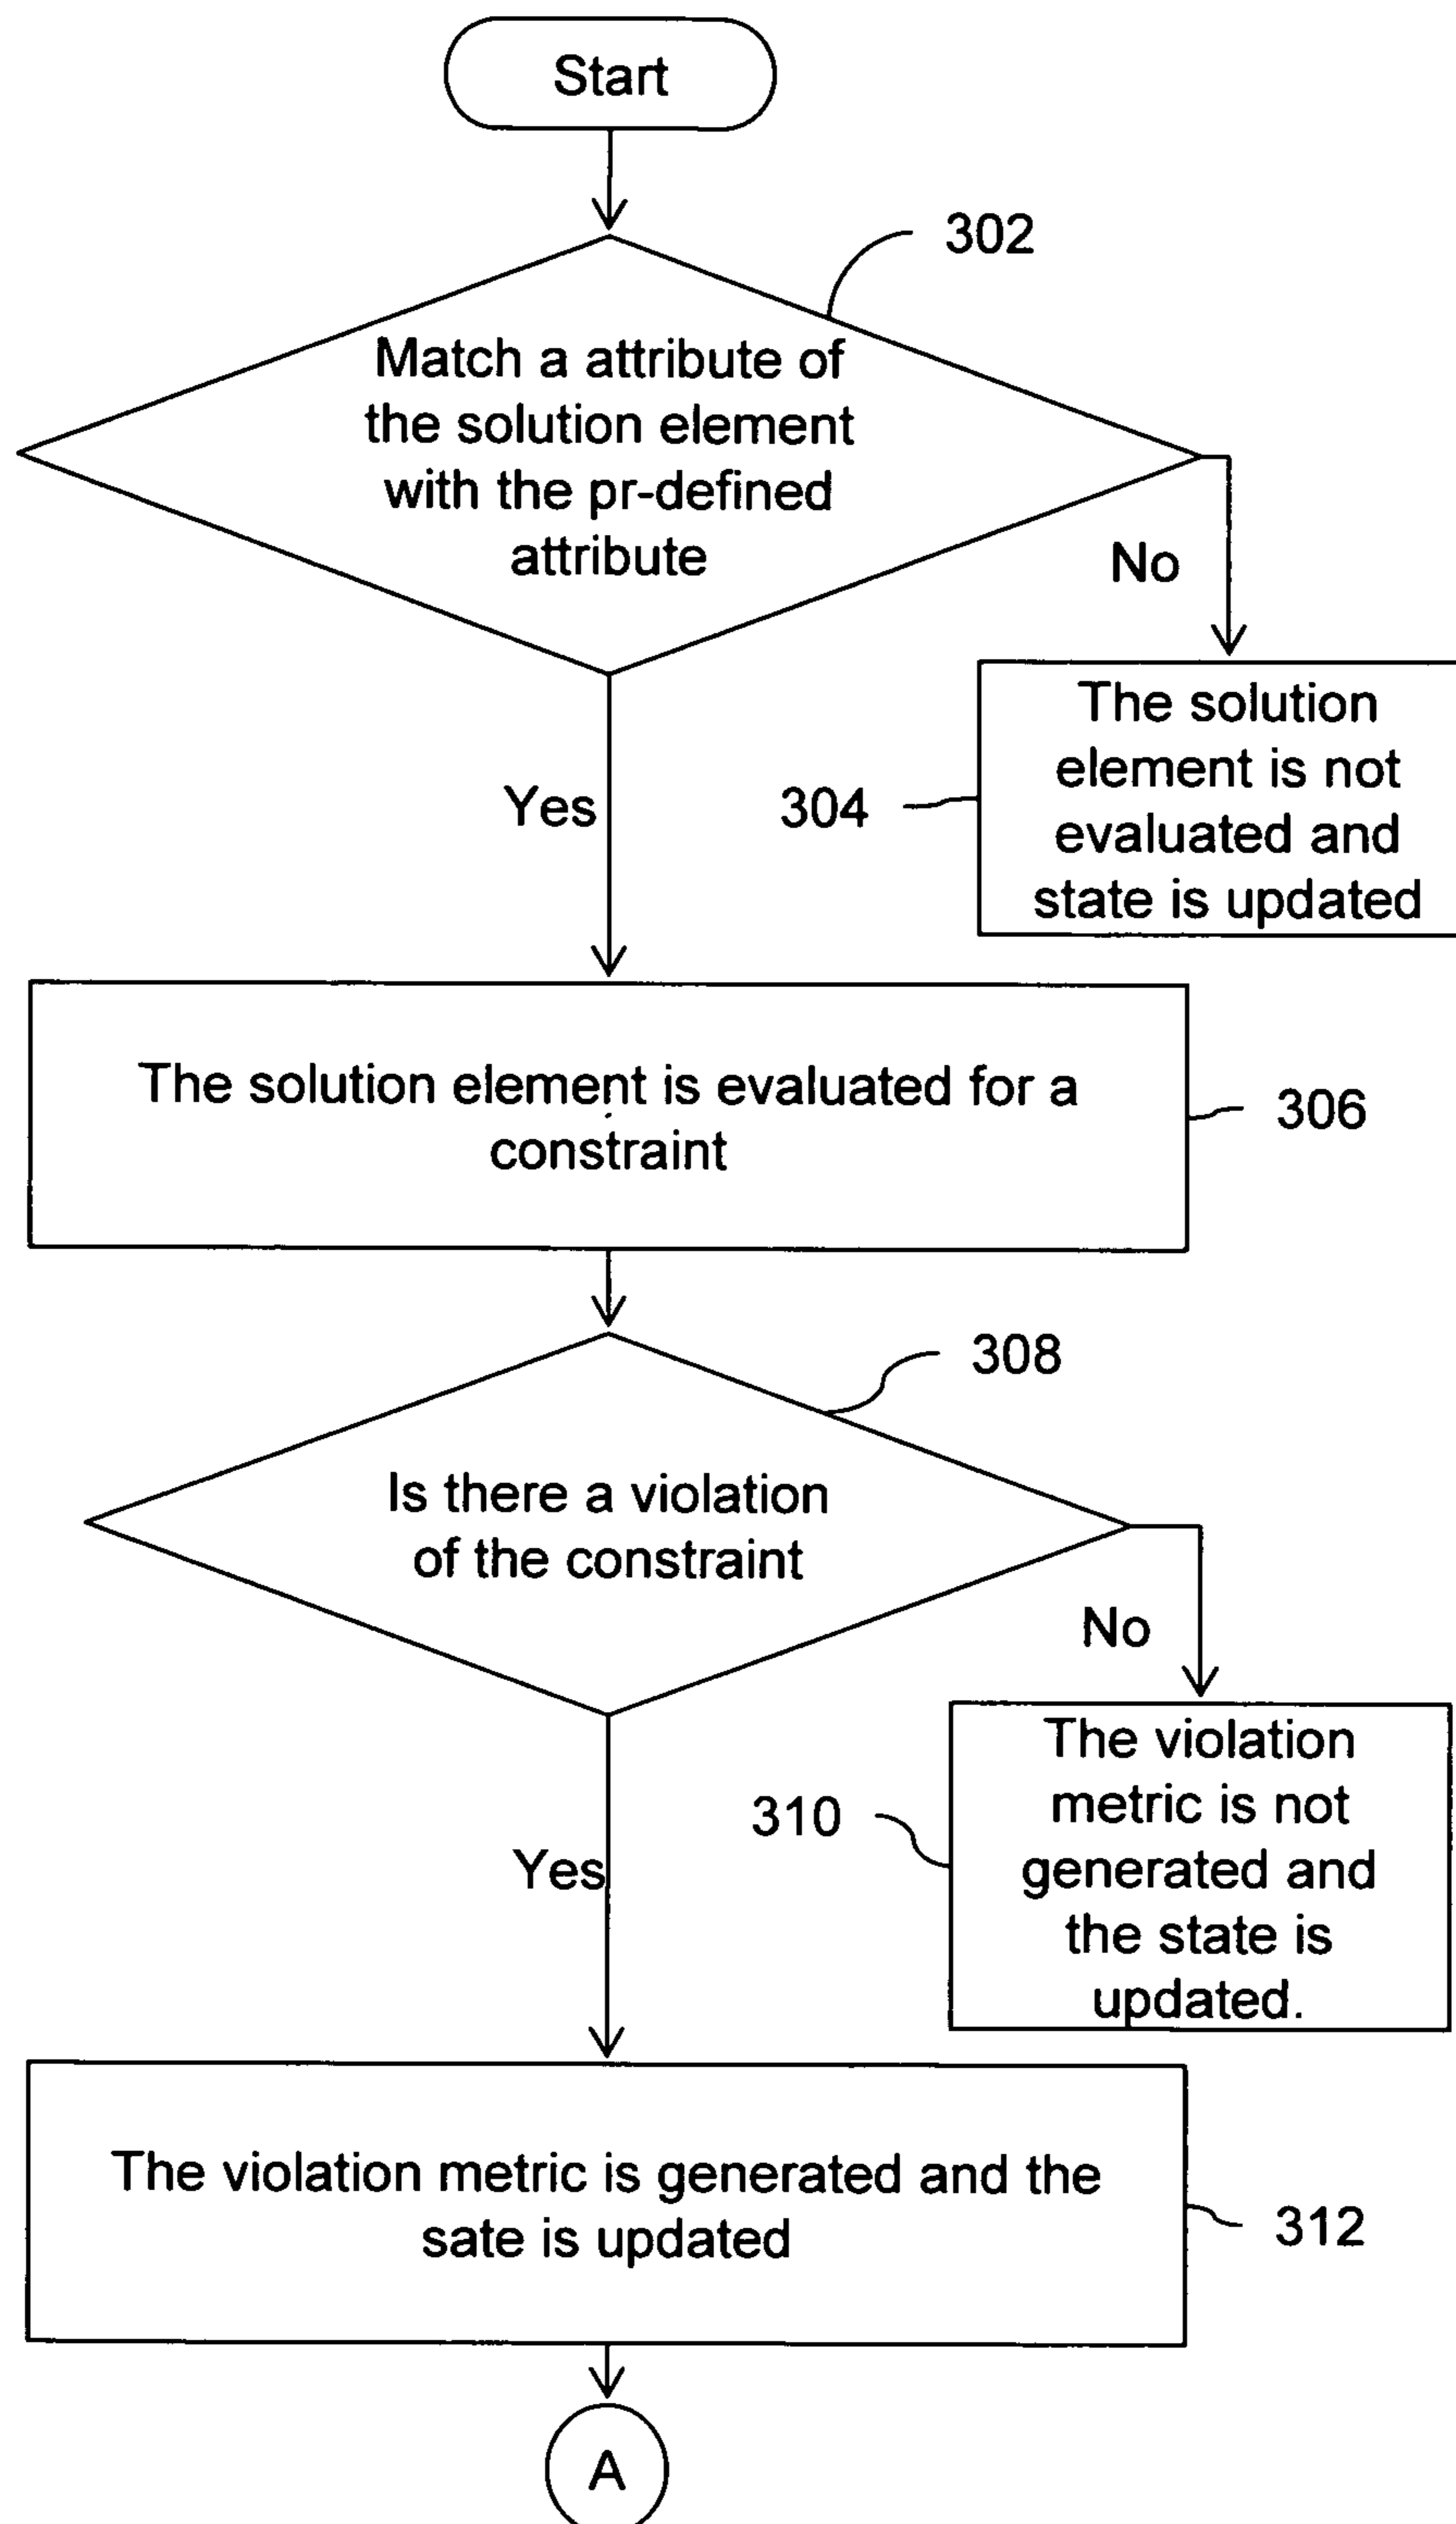 Start
302
Match a attribute of
the solution element
with the pr-defined
attribute
No
The solution
element is not
evaluated and
state is updated
304
Yes
The solution element is evaluated for a
constraint
306
308
Is there a violation
of the constraint
No
The violation
metric is not
generated and
the state is
updated.
310
Yes
The violation metric is generated and the
sate is updated
312
A